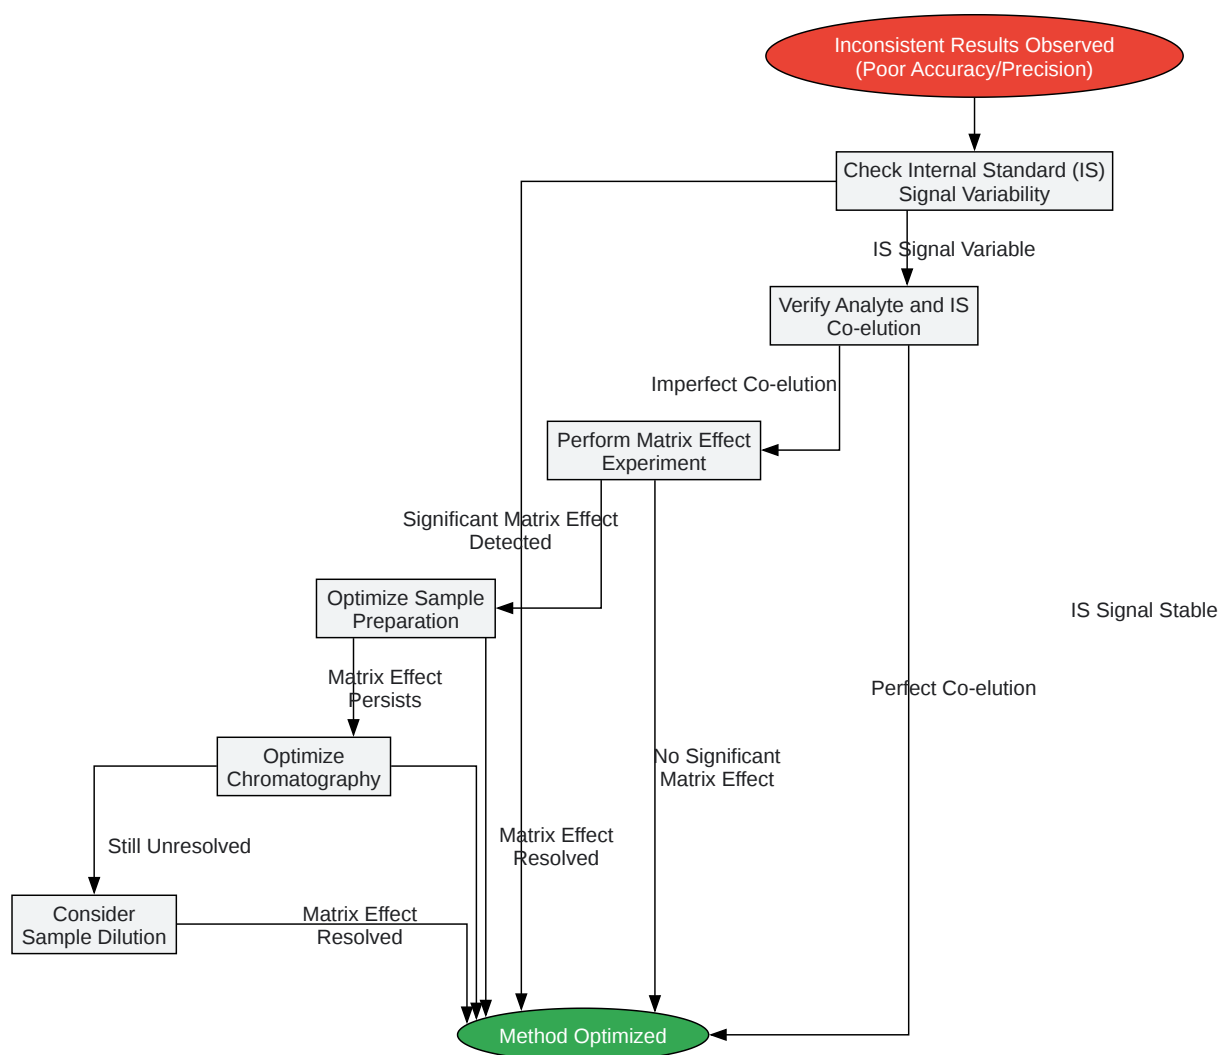 Inconsistent Results Observed
(Poor Accuracy/Precision)
Check Internal Standard (IS)
Signal Variability
IS Signal Variable
Verify Analyte and IS
Co-elution
Imperfect Co-elution
Perform Matrix Effect
Experiment
Significant Matrix Effect
Detected
Optimize Sample
Preparation
IS Signal Stable
Matrix Effect
Persists
Perfect Co-elution
Optimize
Chromatography
No Significant
Matrix Effect
Still Unresolved
Matrix Effect
Resolved
Consider
Sample Dilution
Matrix Effect
Resolved
Method Optimized